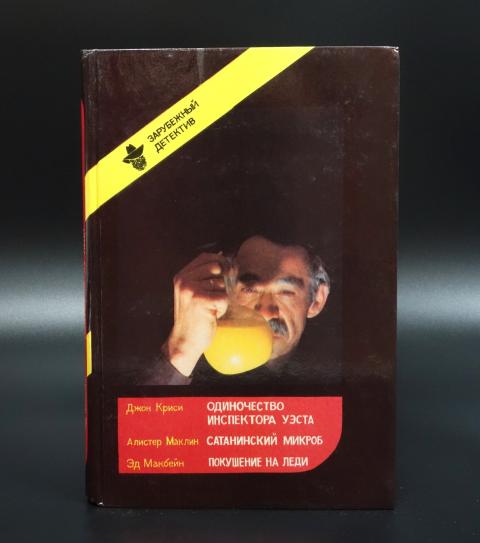 ЗАРУБЕЖНЫЙ
ДЕТЕКТИВ
Джон Криси ОДИНОЧЕСТВО
ИНСПЕКТОРА УЭСТА
Алистер Маклин САТАНИНСКИЙ МИКРОБ
Эд Макбейн ПОКУШЕНИЕ НА ЛЕДИ